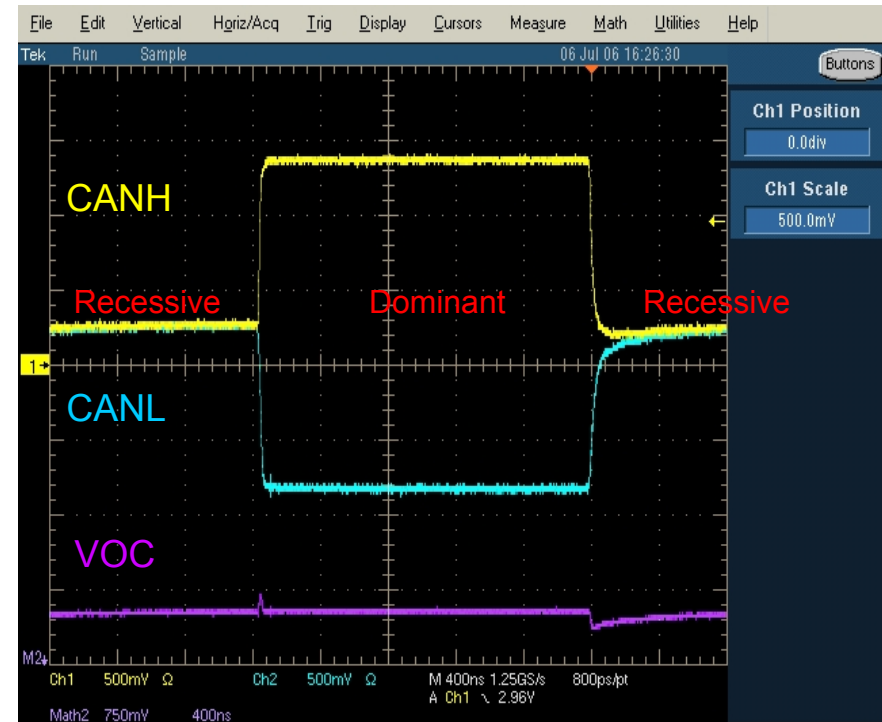 File Edit Vertical Horiz/Acq Trig Display Cursors Measure Math Utilities Help
Tek Run Sample 06 Jul 06 16:26:30
Buttons
Ch1 Position
0.0div
Ch1 Scale
500.0mV
CANH
Recessive Dominant Recessive
1
CANL
VOC
M2
Ch1 500mV Ω Ch2 500mV Ω M 400ns 1.25GS/s 800ps/pt
A Ch1 \ 2.96V
Math2 750mV 400ns